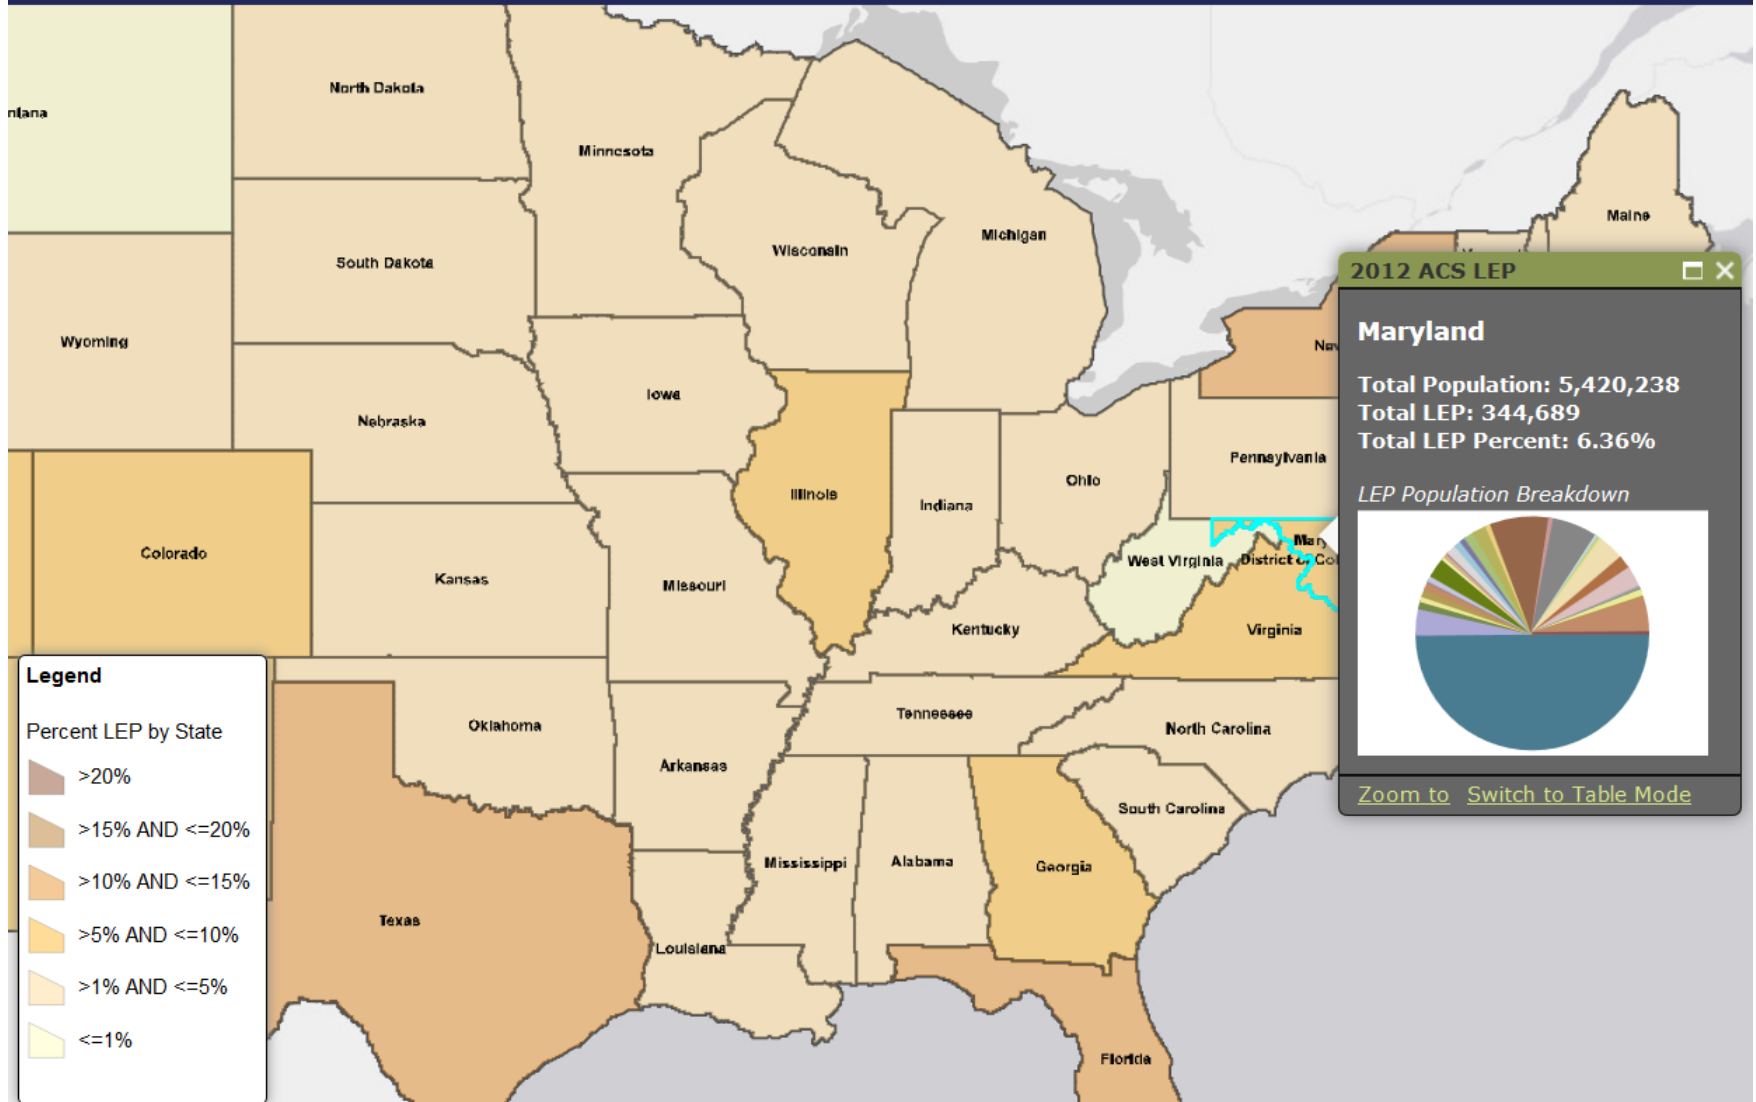 North Dakota
ntana
Minnesota
Maine
Michigan
Wisconsin
South Dakota
2012 ACS LEP
Maryland
Total Population: 5,420,238
Total LEP: 344,689
Total LEP Percent: 6.36%
LEP Population Breakdown
Zoom to Switch to Table Mode
Wyoming
Iowa
Nebraska
Pennsylvania
Ohio
Illinois
Indiana
Mary
Colorado
West Virginia
District of Col
Kansas
Missouri
Kentucky
Virginia
Tennessee
Oklahoma
North Carolina
Arkansas
South Carolina
Mississippi
Alabama
Georgia
Texas
Louisiana
Florida
Legend
Percent LEP by State
>20%
>15% AND <=20%
>10% AND <=15%
>5% AND <=10%
>1% AND <=5%
<=1%